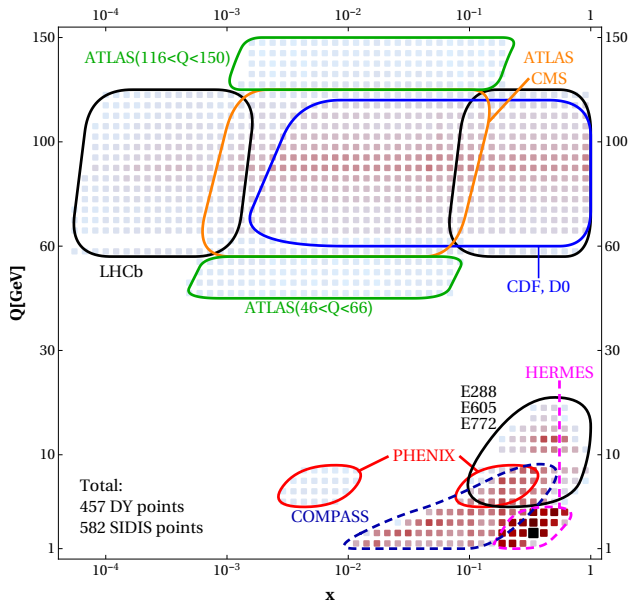 10⁻⁴ 10⁻³ 10⁻² 10⁻¹ 1
150 150
ATLAS(116<Q<150)
ATLAS
CMS
100 100
60 60
LHCb
CDF, D0
ATLAS(46<Q<66)
Q[GeV]
30 30
HERMES
E288
E605
E772
10 10
PHENIX
Total:
457 DY points
582 SIDIS points
COMPASS
1 1
10⁻⁴ 10⁻³ 10⁻² 10⁻¹ 1
x